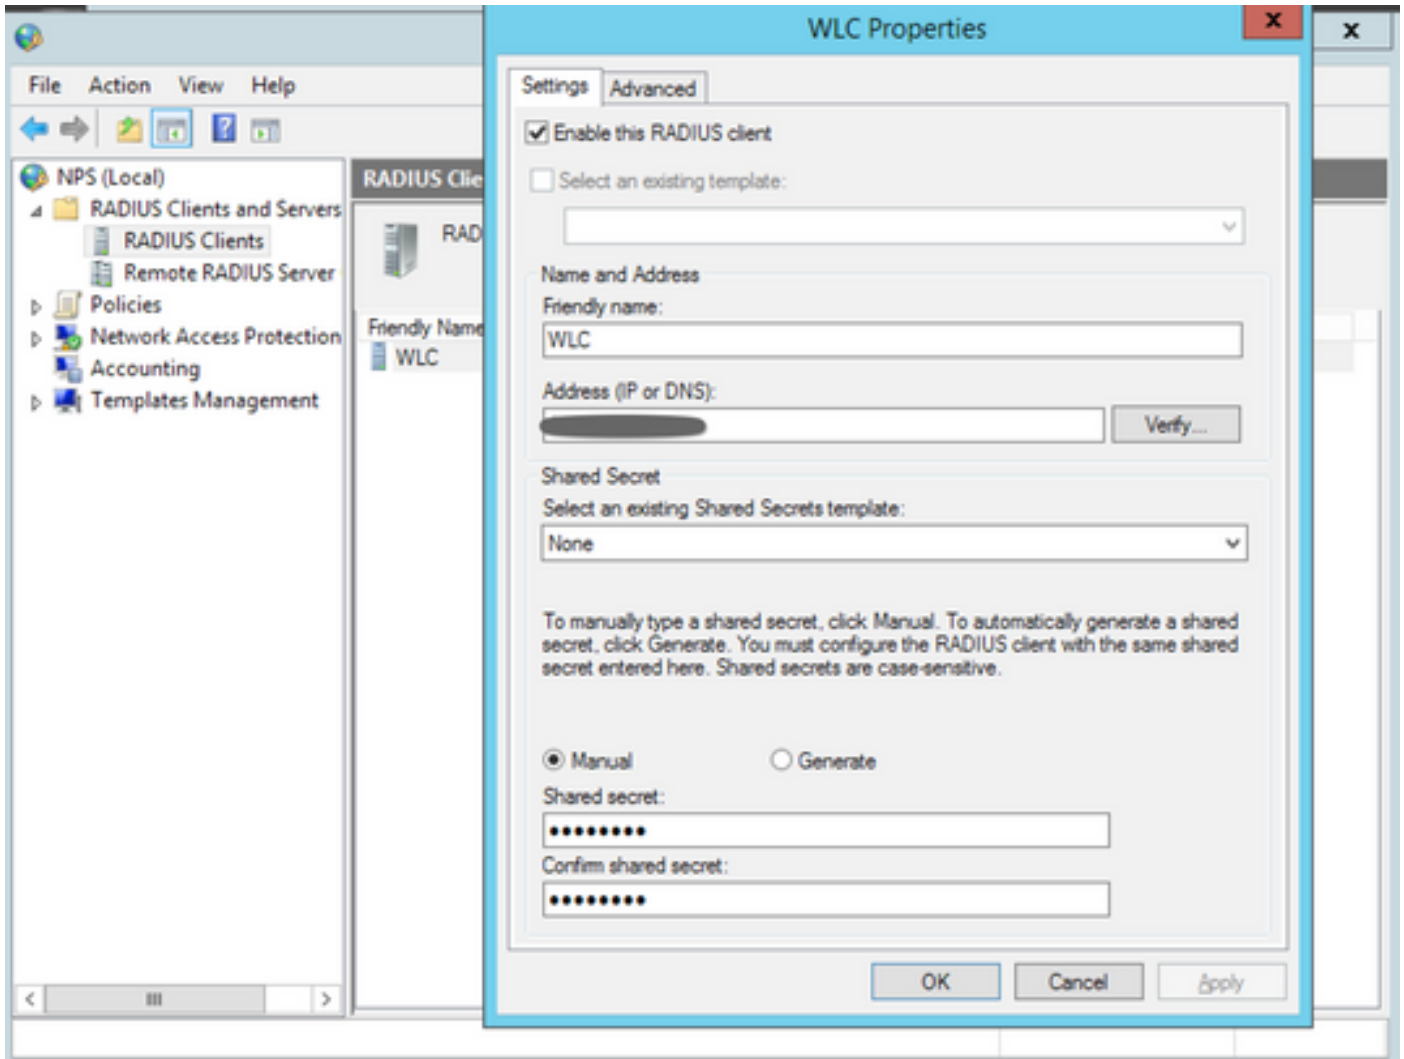 WLC Properties
x
x
File Action View Help
Settings Advanced
Enable this RADIUS client
Select an existing template:
NPS (Local)
RADIUS Clients and Servers
RADIUS Clients
Remote RADIUS Server
Policies
Network Access Protection
Accounting
Templates Management
RADIUS Clie
RAD
Friendly Name
WLC
Name and Address
Friendly name:
WLC
Address (IP or DNS):
Verify...
Shared Secret
Select an existing Shared Secrets template:
None
To manually type a shared secret, click Manual. To automatically generate a shared
secret, click Generate. You must configure the RADIUS client with the same shared
secret entered here. Shared secrets are case-sensitive.
Manual Generate
Shared secret:
••••••••
Confirm shared secret:
••••••••
OK Cancel Apply